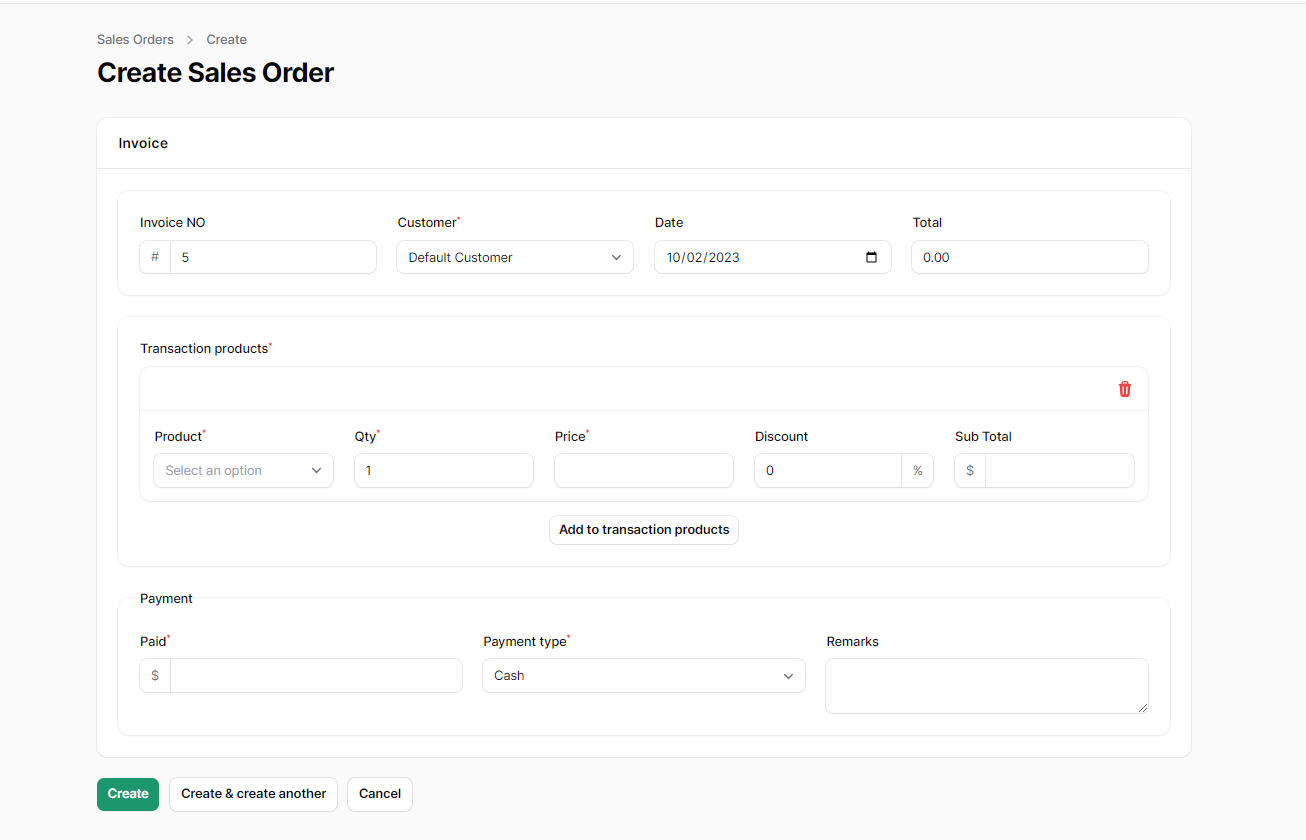 Sales Orders > Create
Create Sales Order
Invoice
Invoice NO Customer* Date Total
# 5 Default Customer 10/02/2023 0.00
Transaction products*
Product* Qty* Price* Discount Sub Total
Select an option 1 0 % $
Add to transaction products
Payment
Paid* Payment type* Remarks
$ Cash
Create Create & create another Cancel